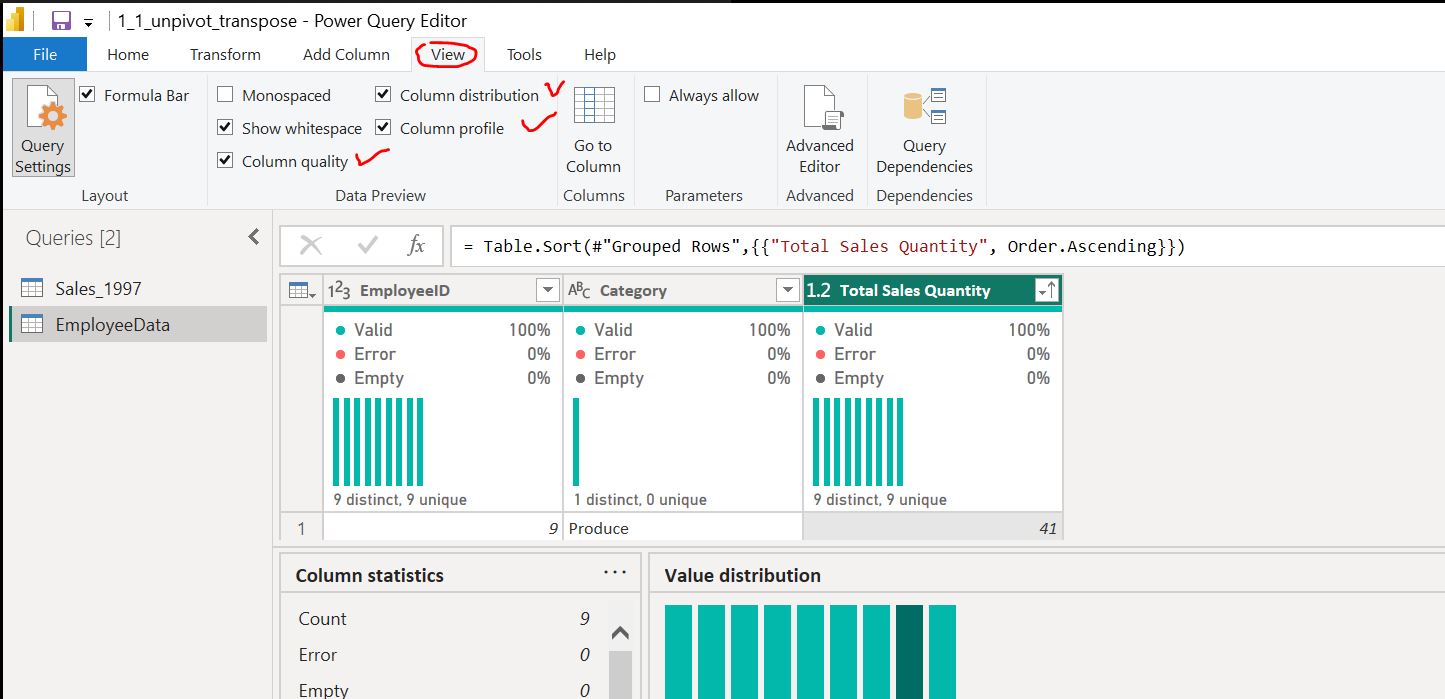 1_1_unpivot_transpose - Power Query Editor
File Home Transform Add Column View Tools Help
Formula Bar Monospaced Column distribution Always allow
Show whitespace Column profile
Query Settings Column quality Go to Column Advanced Editor Query Dependencies
Layout Data Preview Columns Parameters Advanced Dependencies
Queries [2] fx = Table.Sort(#"Grouped Rows",{{"Total Sales Quantity", Order.Ascending}})
Sales_1997 123 EmployeeID ABC Category 1.2 Total Sales Quantity
EmployeeData Valid 100% Valid 100% Valid 100%
Error 0% Error 0% Error 0%
Empty 0% Empty 0% Empty 0%
9 distinct, 9 unique 1 distinct, 0 unique 9 distinct, 9 unique
1 9 Produce 41
Column statistics ... Value distribution
Count 9
Error 0
Empty 0